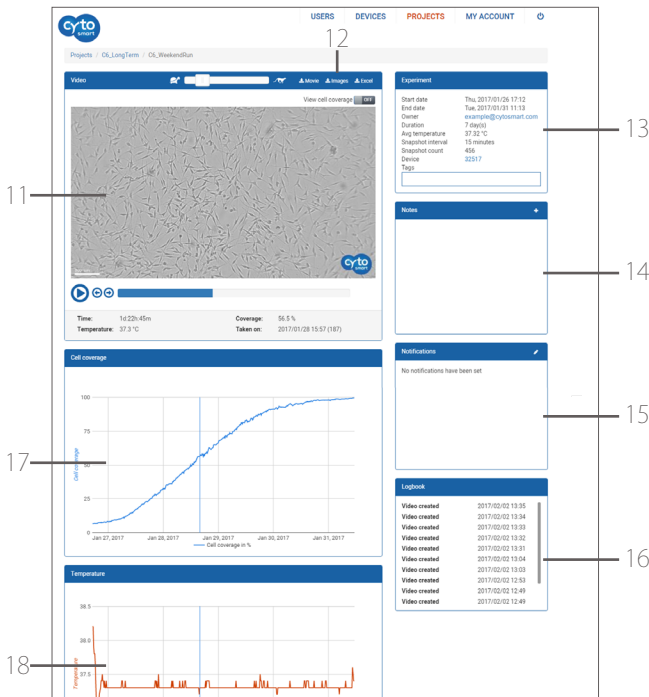 cyto
smart
USERS DEVICES PROJECTS MY ACCOUNT
12
Projects / C6_LongTerm / C6_WeekendRun
Video Movie Images Excel
View cell coverage OFF
11
cyto
smart
Time: 1d:22h:45m Coverage: 56.5 %
Temperature: 37.3 °C Taken on: 2017/01/28 15:57 (187)
Experiment
Start date Thu, 2017/01/26 17:12
End date Tue, 2017/01/31 11:13
Owner example@cytosmart.com
Duration 7 day(s)
Avg temperature 37.32 °C
Snapshot interval 15 minutes
Snapshot count 456
Device 32517
Tags
13
Notes +
14
Notifications
No notifications have been set
15
Cell coverage
100
75
50
25
0
Cell coverage
Jan 27, 2017 Jan 28, 2017 Jan 29, 2017 Jan 30, 2017 Jan 31, 2017
Cell coverage in %
17
Logbook
Video created 2017/02/02 13:35
Video created 2017/02/02 13:34
Video created 2017/02/02 13:33
Video created 2017/02/02 13:32
Video created 2017/02/02 13:31
Video created 2017/02/02 13:04
Video created 2017/02/02 13:03
Video created 2017/02/02 12:53
Video created 2017/02/02 12:49
Video created 2017/02/02 12:49
16
Temperature
38.5
38.0
37.5
Temperature
18